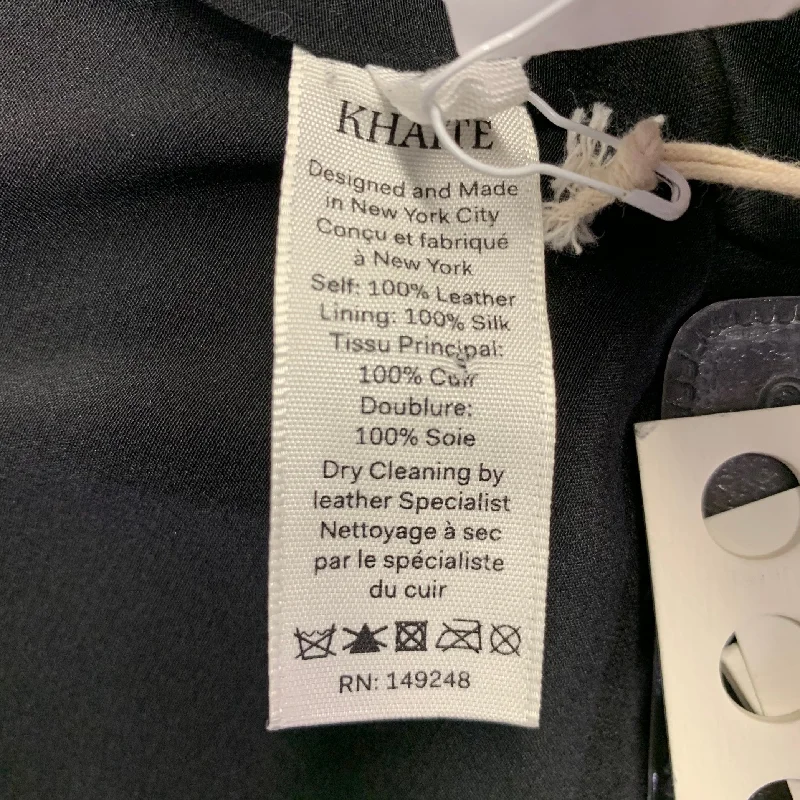 KHAITE
Designed and Made
in New York City
Conçu et fabriqué
à New York
Self: 100% Leather
Lining: 100% Silk
Tissu Principal:
100% Cuir
Doublure:
100% Soie
Dry Cleaning by
leather Specialist
Nettoyage à sec
par le spécialiste
du cuir
RN: 149248